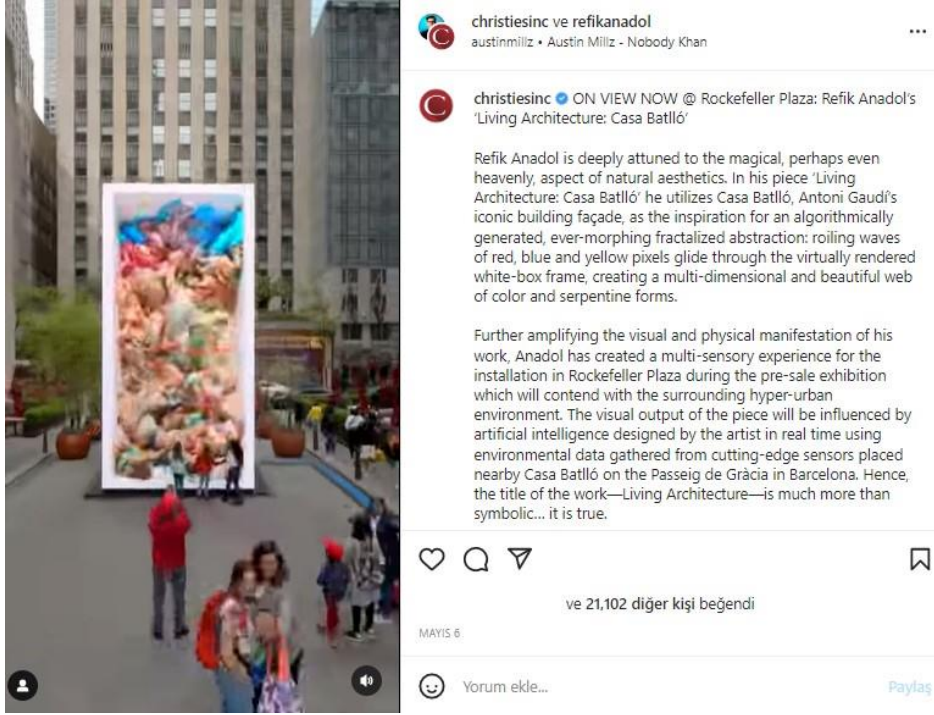 christiesinc ve refikanadol
austinmillz • Austin Millz - Nobody Khan
christiesinc ON VIEW NOW @ Rockefeller Plaza: Refik Anadol's
'Living Architecture: Casa Batlló'
Refik Anadol is deeply attuned to the magical, perhaps even
heavenly, aspect of natural aesthetics. In his piece 'Living
Architecture: Casa Batlló' he utilizes Casa Batlló, Antoni Gaudí's
iconic building façade, as the inspiration for an algorithmically
generated, ever-morphing fractalized abstraction: roiling waves
of red, blue and yellow pixels glide through the virtually rendered
white-box frame, creating a multi-dimensional and beautiful web
of color and serpentine forms.
Further amplifying the visual and physical manifestation of his
work, Anadol has created a multi-sensory experience for the
installation in Rockefeller Plaza during the pre-sale exhibition
which will contend with the surrounding hyper-urban
environment. The visual output of the piece will be influenced by
artificial intelligence designed by the artist in real time using
environmental data gathered from cutting-edge sensors placed
nearby Casa Batlló on the Passeig de Gràcia in Barcelona. Hence,
the title of the work—Living Architecture—is much more than
symbolic... it is true.
ve 21,102 diğer kişi beğendi
MAYIS 6
Yorum ekle...
Paylaş